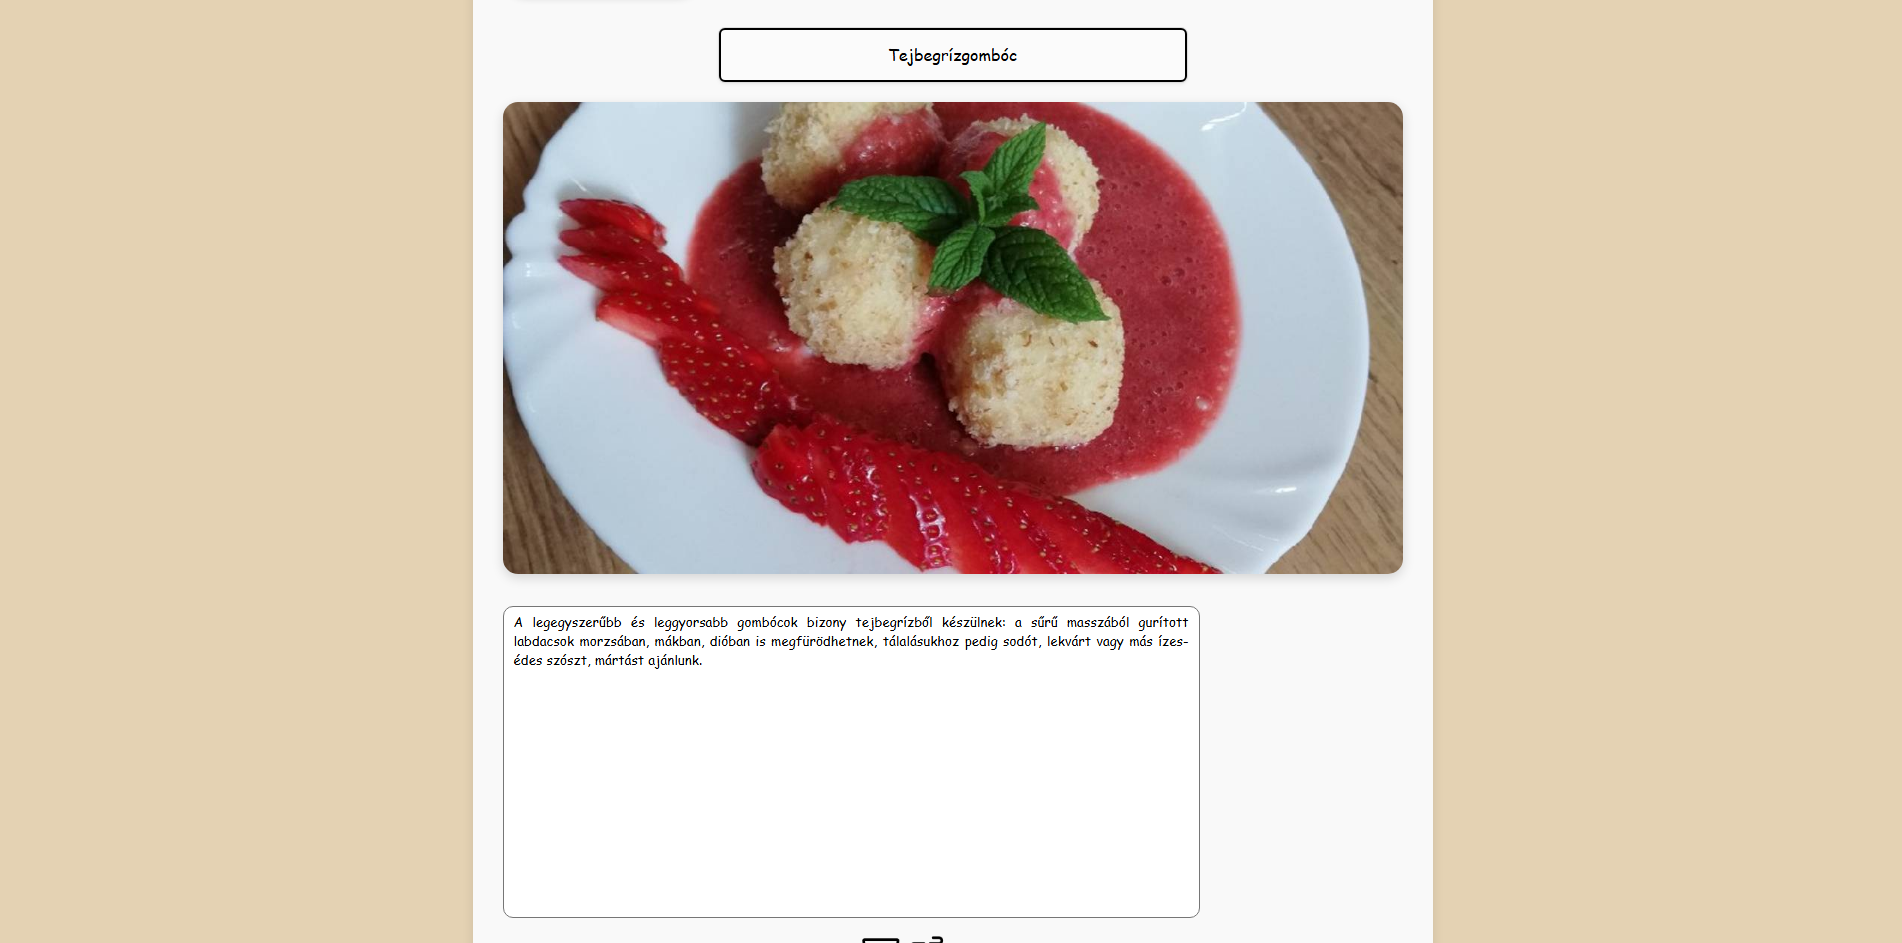 Tejbegrízgombóc
A legegyszerűbb és leggyorsabb gombócok bizony tejbegrízből készülnek: a sűrű masszából gurított
labdacsok morzsában, mákban, dióban is megfürödhetnek, tálalásukhoz pedig sodót, lekvárt vagy más ízes-
édes szószt, mártást ajánlunk.